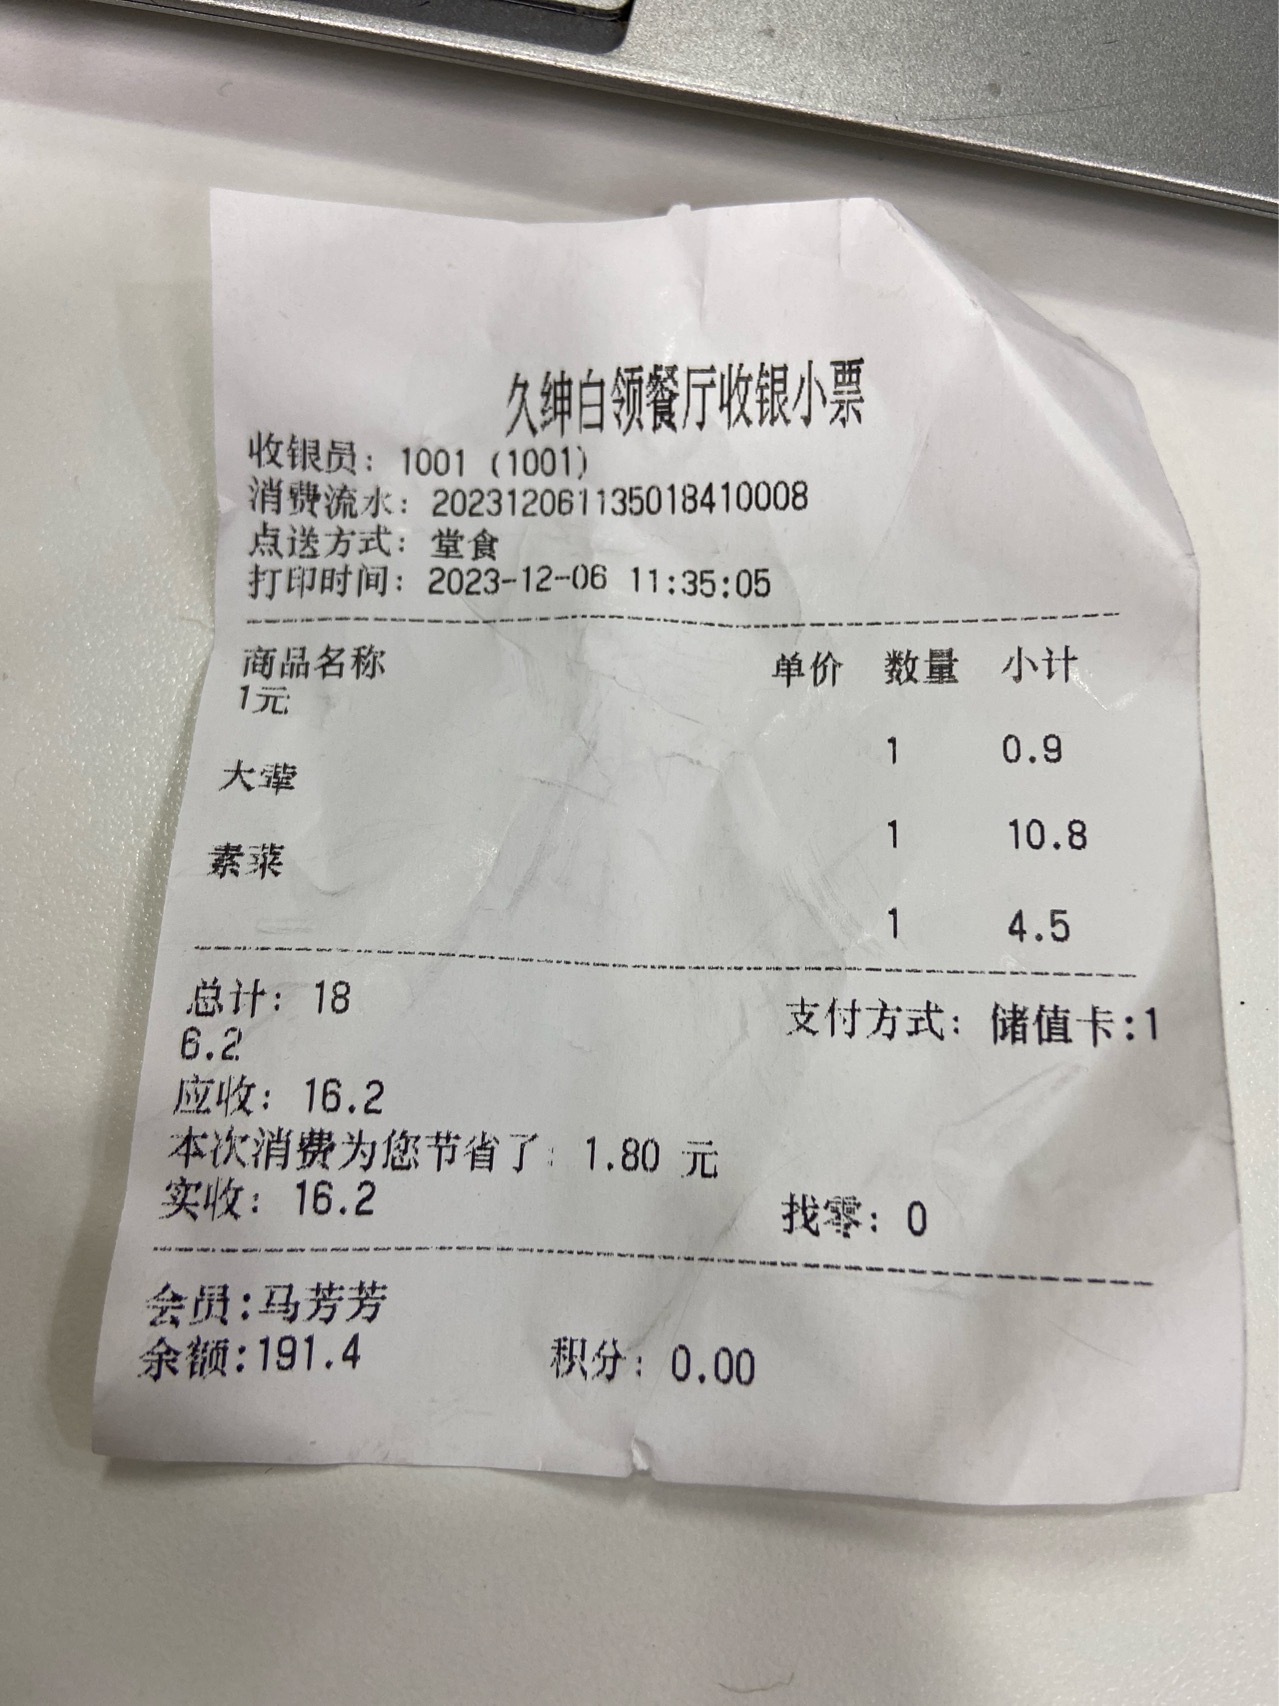 久绅白领餐厅收银小票
收银员：1001 (1001)
消费流水：202312061135018410008
点送方式：堂食
打印时间：2023-12-06 11:35:05
商品名称 单价 数量 小计
1元
1 0.9
大荤
1 10.8
素菜
1 4.5
总计：18 支付方式：储值卡:1
6.2
应收：16.2
本次消费为您节省了：1.80 元
实收：16.2 找零：0
会员:马芳芳
余额:191.4 积分：0.00